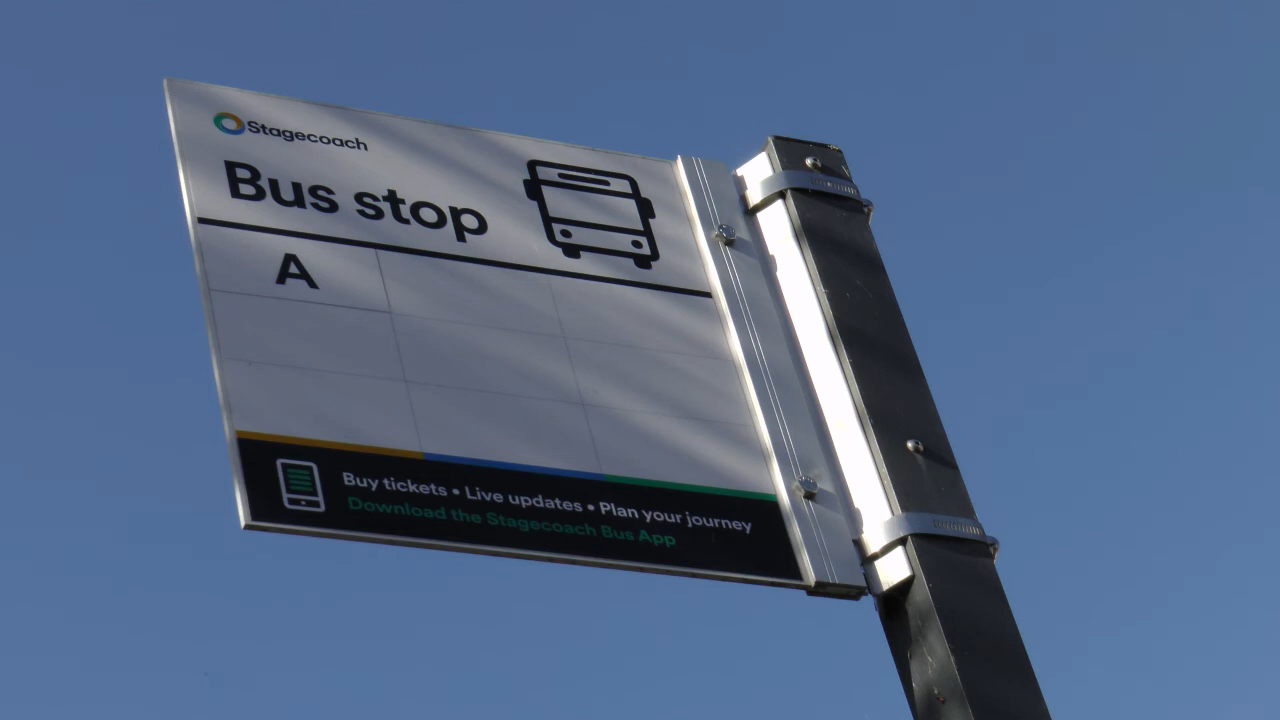 Stagecoach
Bus stop
A
Buy tickets • Live updates • Plan your journey
Download the Stagecoach Bus App